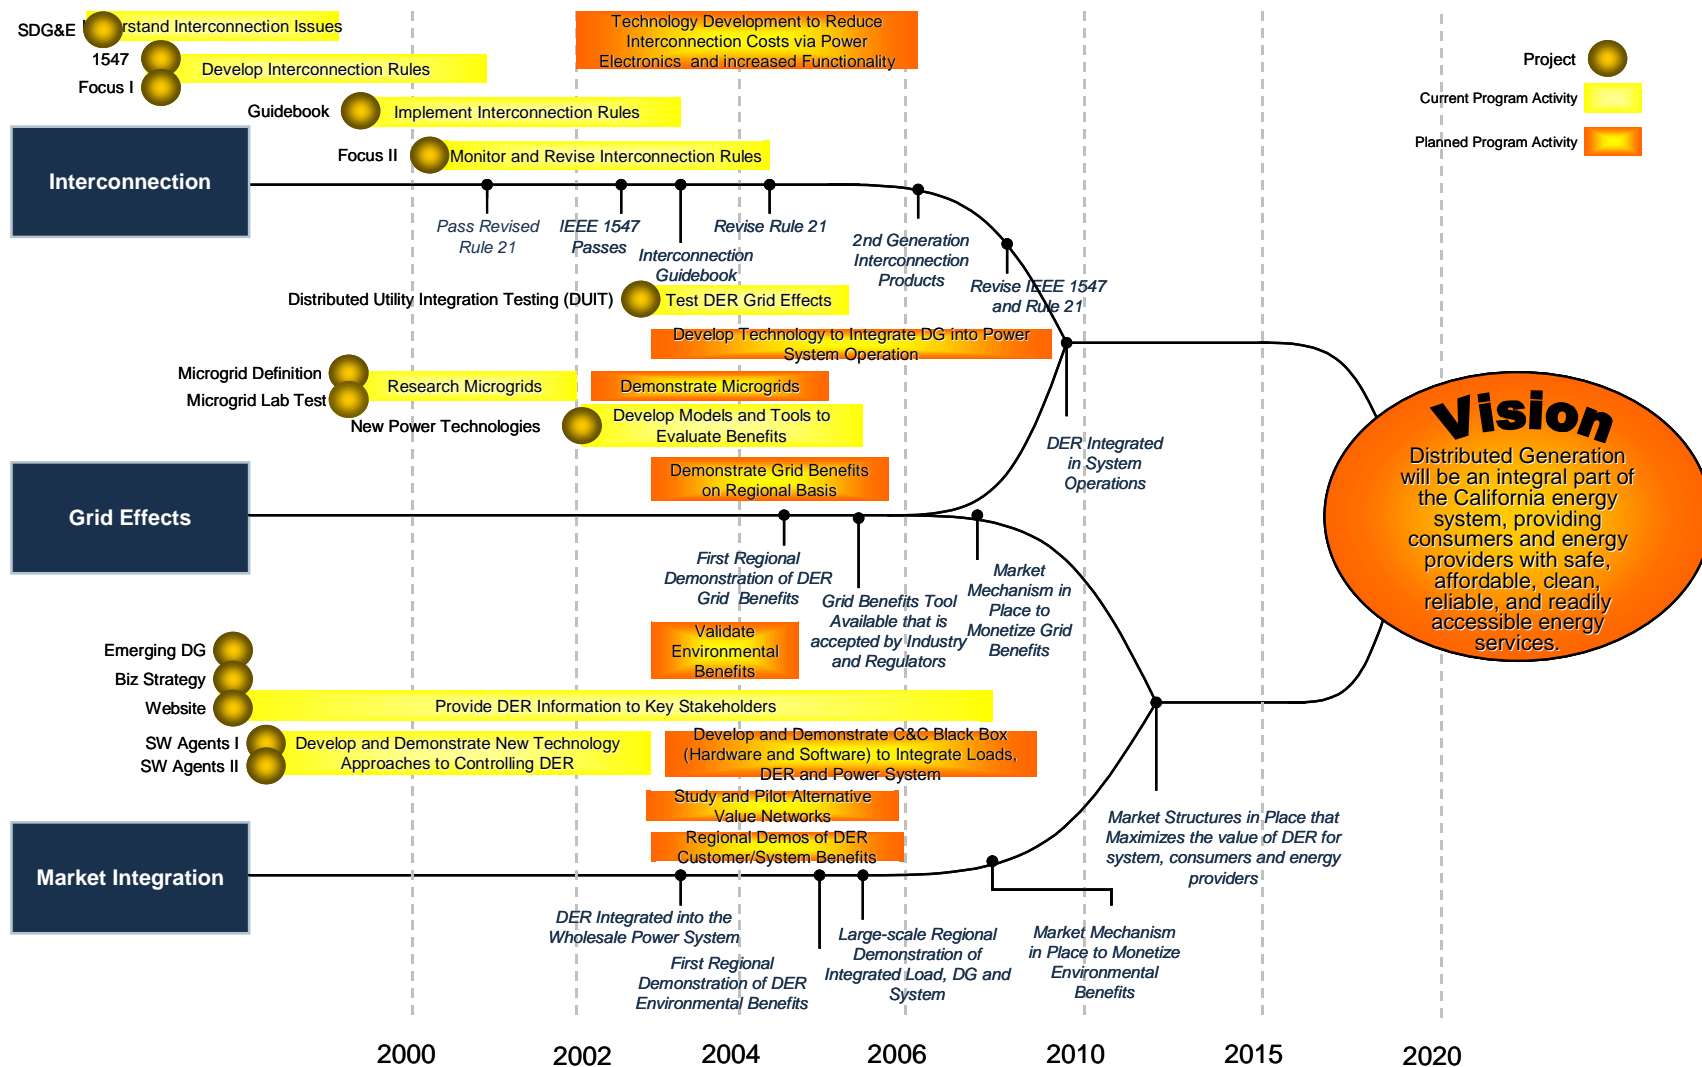 SDG&E
rstand Interconnection Issues
1547
Focus I
Develop Interconnection Rules
Technology Development to Reduce
Interconnection Costs via Power
Electronics and increased Functionality
Project
Current Program Activity
Planned Program Activity
Guidebook
Implement Interconnection Rules
Focus II
Monitor and Revise Interconnection Rules
Interconnection
Pass Revised
Rule 21
IEEE 1547
Passes
Interconnection
Guidebook
Revise Rule 21
2nd Generation
Interconnection
Products
Revise IEEE 1547
and Rule 21
Distributed Utility Integration Testing (DUIT)
Test DER Grid Effects
Develop Technology to Integrate DG into Power
System Operation
Microgrid Definition
Microgrid Lab Test
Research Microgrids
Demonstrate Microgrids
New Power Technologies
Develop Models and Tools to
Evaluate Benefits
Demonstrate Grid Benefits
on Regional Basis
DER Integrated
in System
Operations
Vision
Distributed Generation
will be an integral part of
the California energy
system, providing
consumers and energy
providers with safe,
affordable, clean,
reliable, and readily
accessible energy
services.
Grid Effects
First Regional
Demonstration of DER
Grid Benefits
Grid Benefits Tool
Available that is
accepted by Industry
and Regulators
Market
Mechanism in
Place to
Monetize Grid
Benefits
Validate
Environmental
Benefits
Emerging DG
Biz Strategy
Website
Provide DER Information to Key Stakeholders
SW Agents I
SW Agents II
Develop and Demonstrate New Technology
Approaches to Controlling DER
Develop and Demonstrate C&C Black Box
(Hardware and Software) to Integrate Loads,
DER and Power System
Study and Pilot Alternative
Value Networks
Regional Demos of DER
Customer/System Benefits
Market Structures in Place that
Maximizes the value of DER for
system, consumers and energy
providers
Market Integration
DER Integrated into the
Wholesale Power System
First Regional
Demonstration of DER
Environmental Benefits
Large-scale Regional
Demonstration of
Integrated Load, DG and
System
Market Mechanism
in Place to Monetize
Environmental
Benefits
2000
2002
2004
2006
2010
2015
2020